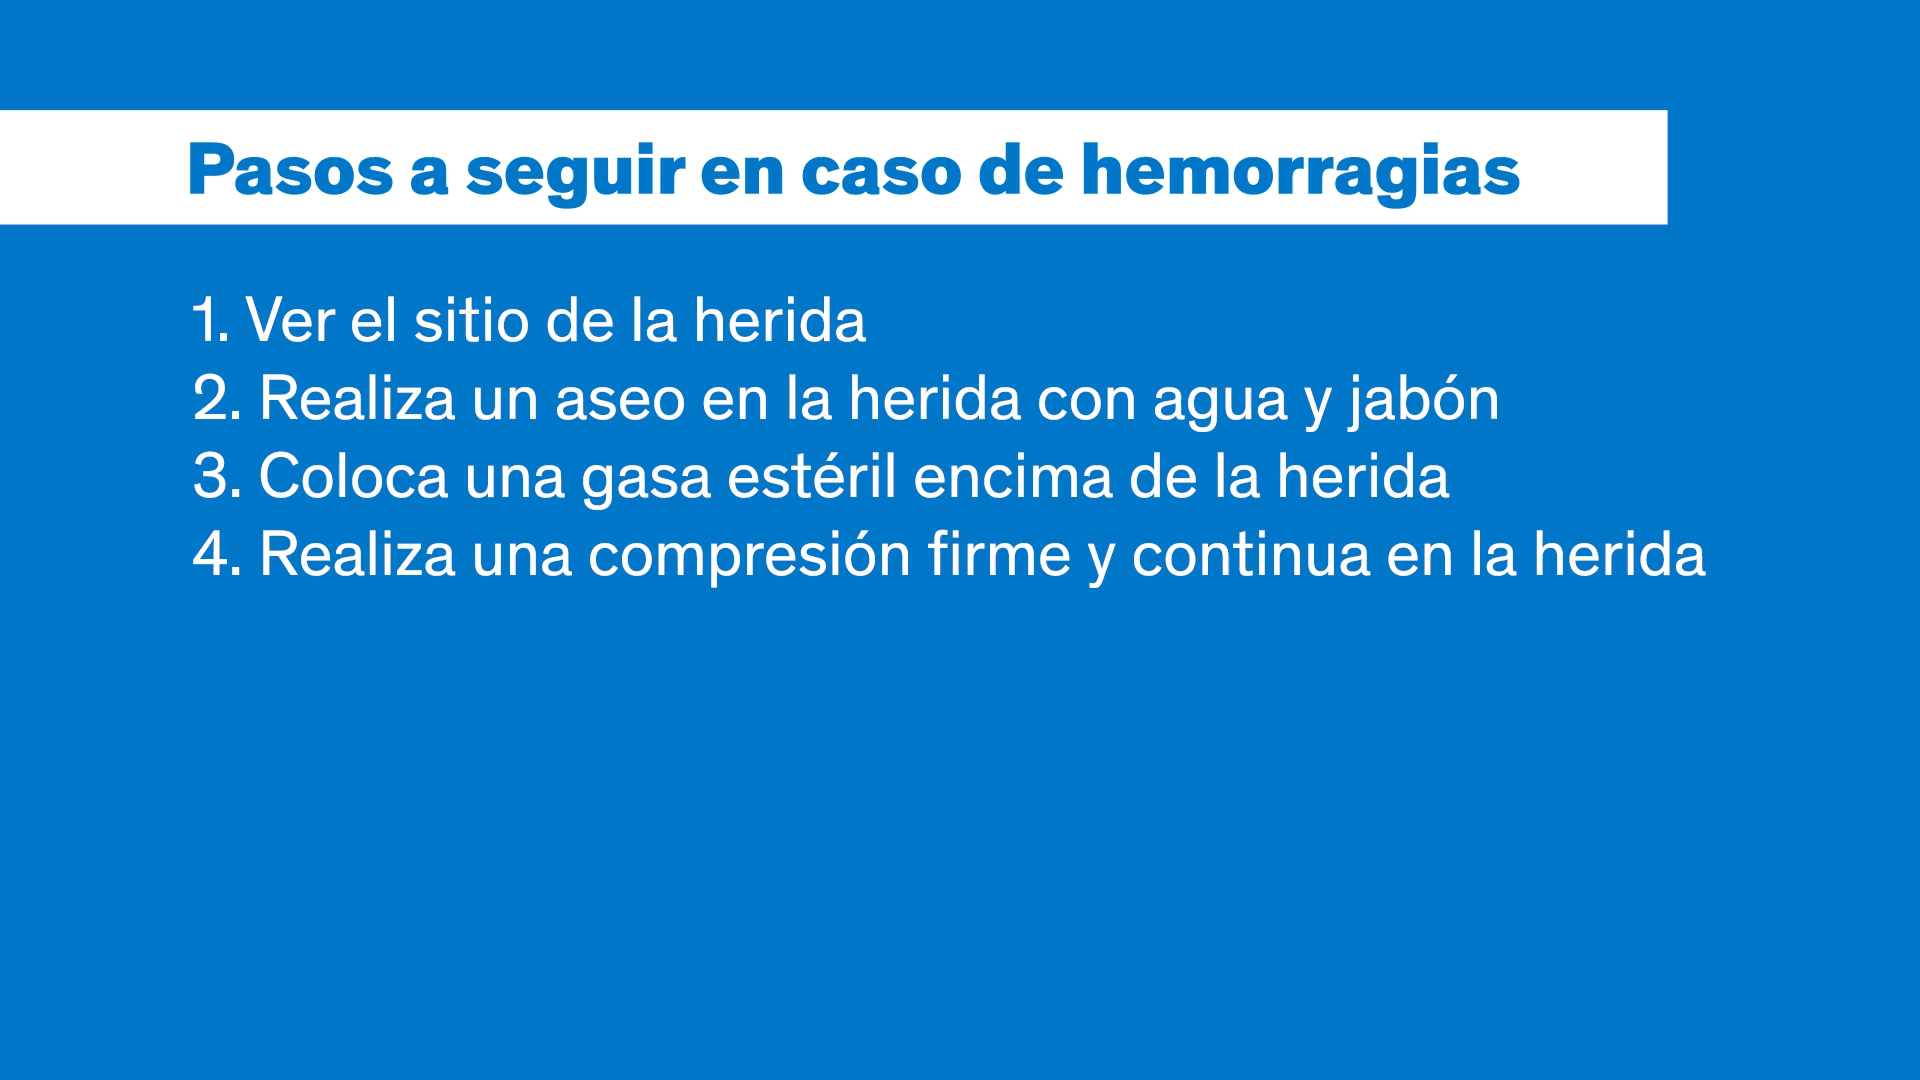 Pasos a seguir en caso de hemorragias
1. Ver el sitio de la herida
2. Realiza un aseo en la herida con agua y jabón
3. Coloca una gasa estéril encima de la herida
4. Realiza una compresión firme y continua en la herida